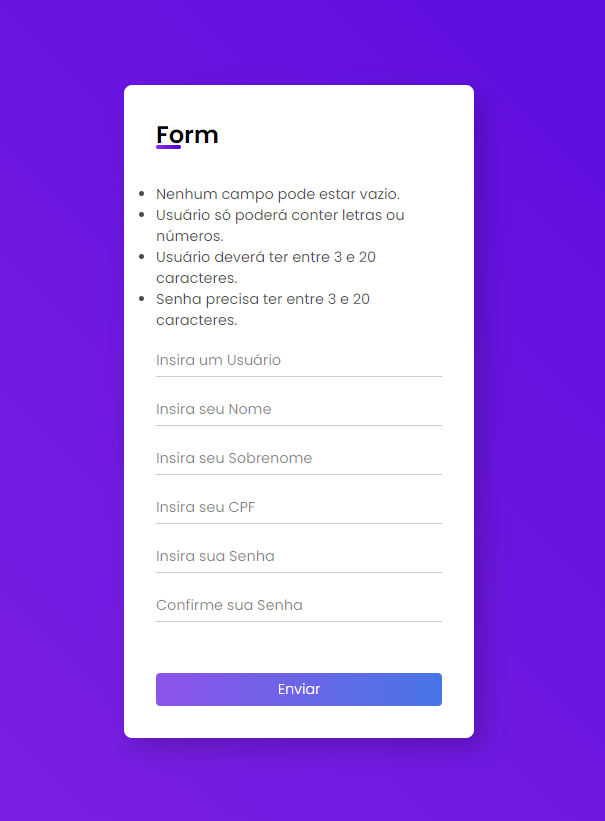 Form
Nenhum campo pode estar vazio.
Usuário só poderá conter letras ou
números.
Usuário deverá ter entre 3 e 20
caracteres.
Senha precisa ter entre 3 e 20
caracteres.
Insira um Usuário
Insira seu Nome
Insira seu Sobrenome
Insira seu CPF
Insira sua Senha
Confirme sua Senha
Enviar